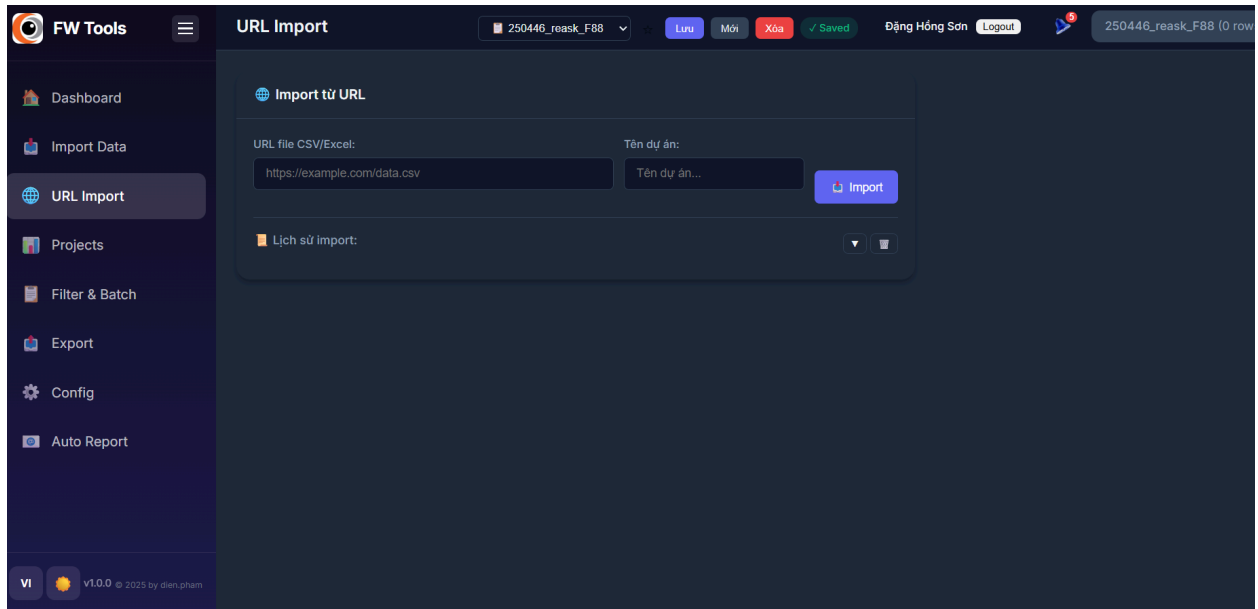 FW Tools
URL Import
250446_reask_F88
Lưu
Mới
Xóa
✓ Saved
Đặng Hồng Sơn
Logout
5
250446_reask_F88 (0 row
Dashboard
Import Data
URL Import
Projects
Filter & Batch
Export
Config
Auto Report
Import từ URL
URL file CSV/Excel:
Tên dự án:
https://example.com/data.csv
Tên dự án...
Import
Lịch sử import:
VI
v1.0.0 © 2025 by dien.pham